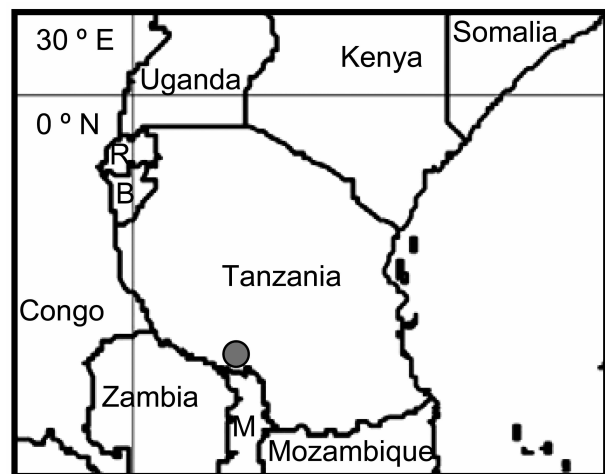 30 º E
Somalia
Kenya
Uganda
0 º N
R
B
Tanzania
Congo
Zambia
M
Mozambique